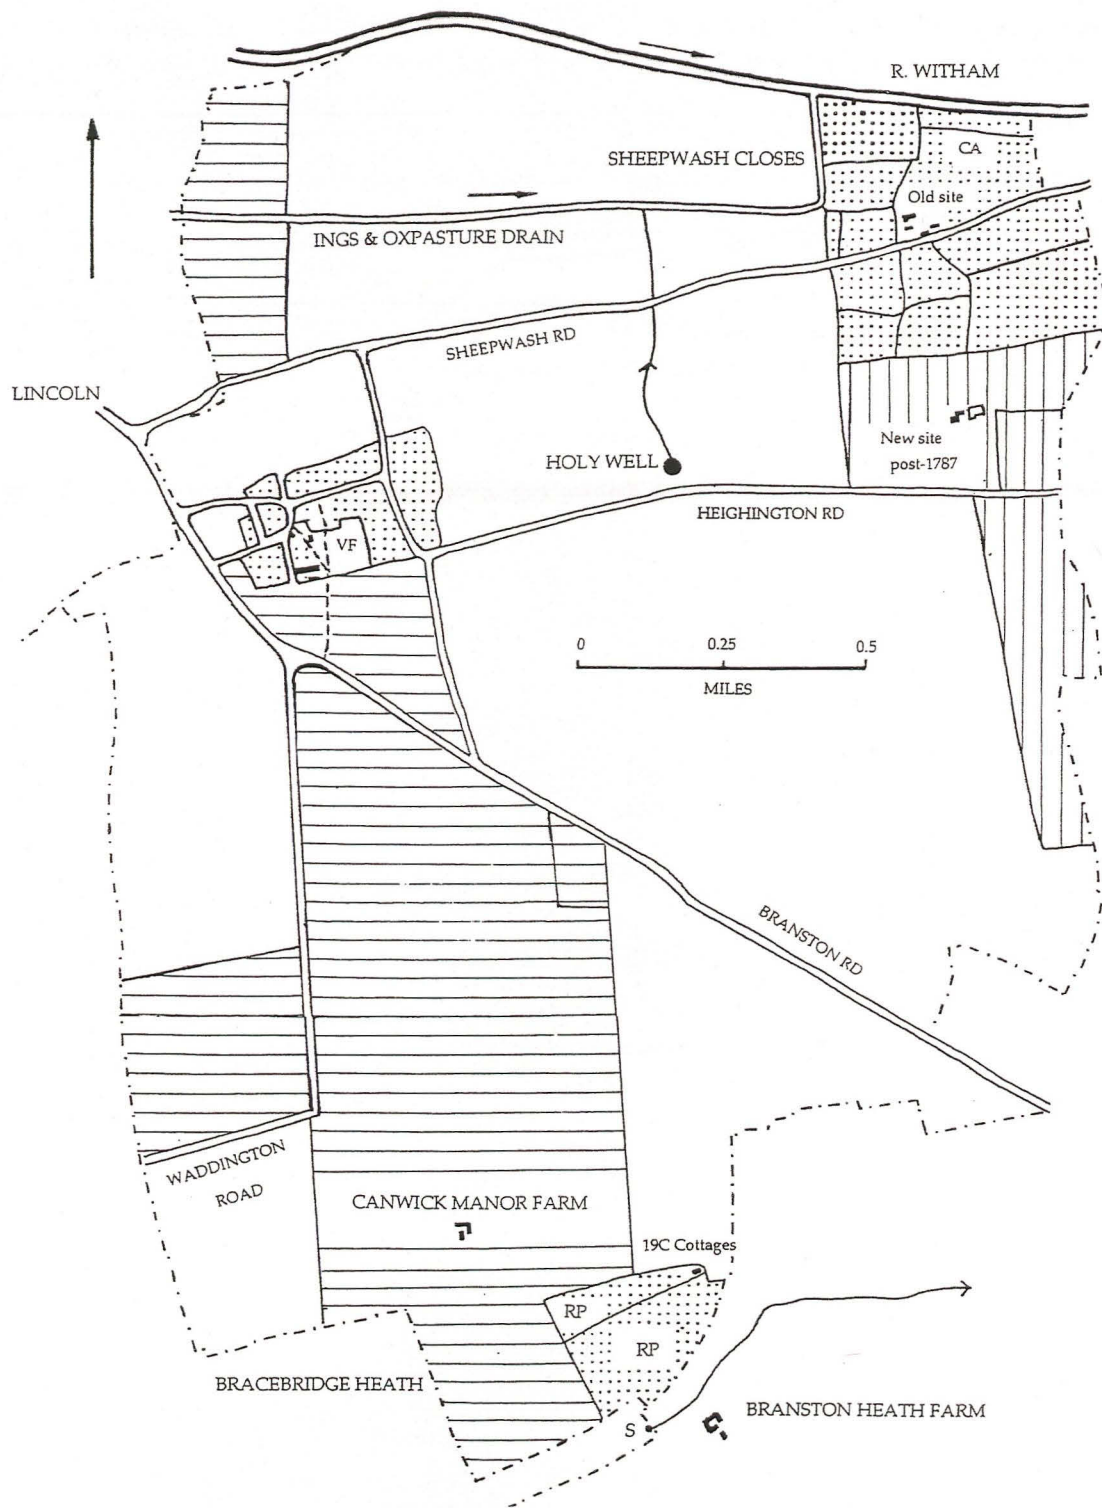 R. WITHAM
SHEEPWASH CLOSES
CA
Old site
INGS & OXPASTURE DRAIN
SHEEPWASH RD
LINCOLN
New site
post-1787
HOLY WELL
HEIGHINGTON RD
VF
0 0.25 0.5
MILES
BRANSTON RD
WADDINGTON
ROAD
CANWICK MANOR FARM
19C Cottages
RP
RP
BRACEBRIDGE HEATH
BRANSTON HEATH FARM
S